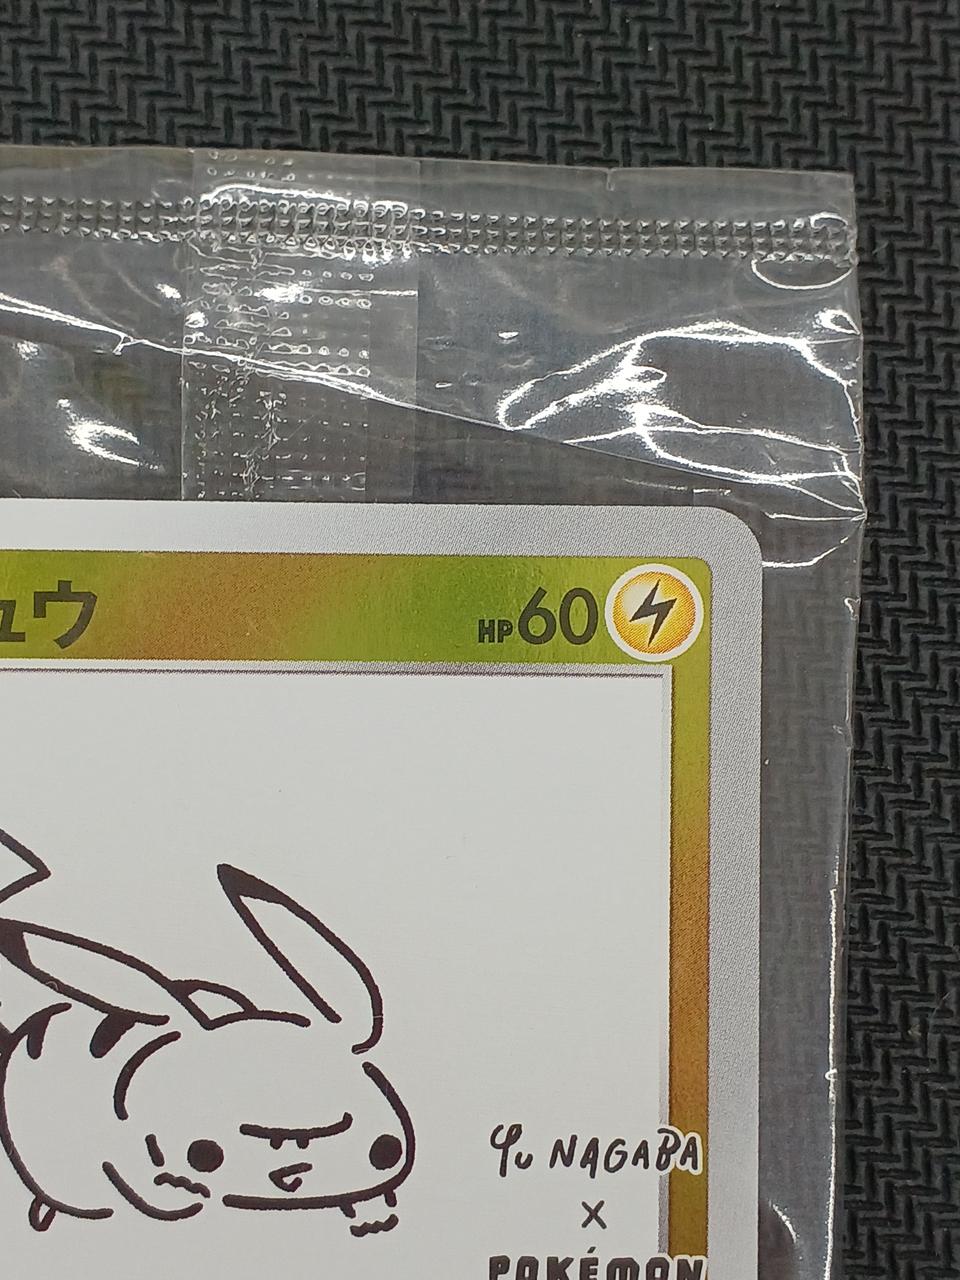 ュウ HP60
Yu NAGABA
×
POKÉMON